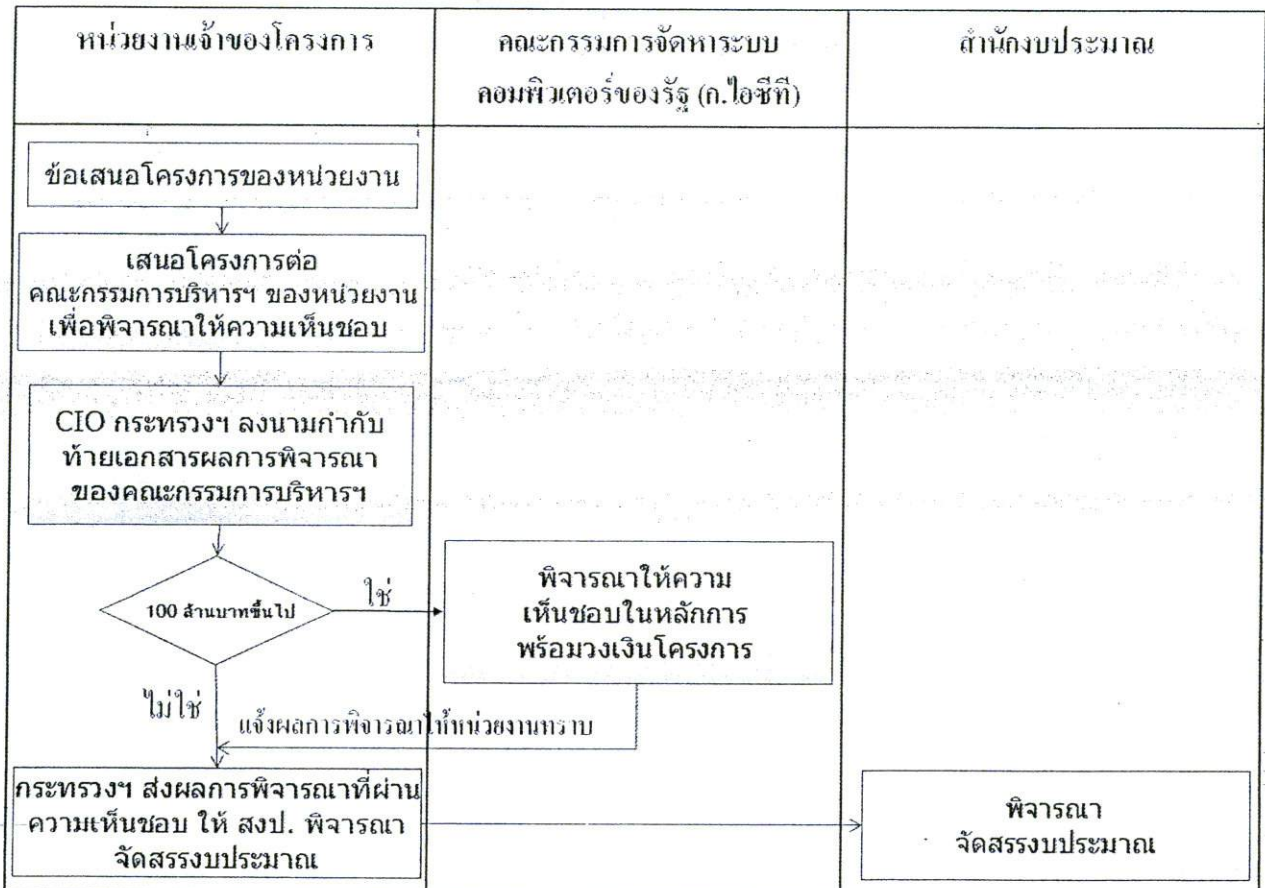 หน่วยงานเจ้าของโครงการ
คณะกรรมการจัดหาระบบ
คอมพิวเตอร์ของรัฐ (ก.ไอซีที)
สำนักงบประมาณ
ข้อเสนอโครงการของหน่วยงาน
เสนอโครงการต่อ
คณะกรรมการบริหารฯ ของหน่วยงาน
เพื่อพิจารณาให้ความเห็นชอบ
CIO กระทรวงฯ ลงนามกำกับ
ท้ายเอกสารผลการพิจารณา
ของคณะกรรมการบริหารฯ
100 ล้านบาทขึ้นไป
ใช่
พิจารณาให้ความ
เห็นชอบในหลักการ
พร้อมวงเงินโครงการ
ไม่ใช่
แจ้งผลการพิจารณาให้หน่วยงานทราบ
กระทรวงฯ ส่งผลการพิจารณาที่ผ่าน
ความเห็นชอบ ให้ สงป. พิจารณา
จัดสรรงบประมาณ
พิจารณา
จัดสรรงบประมาณ